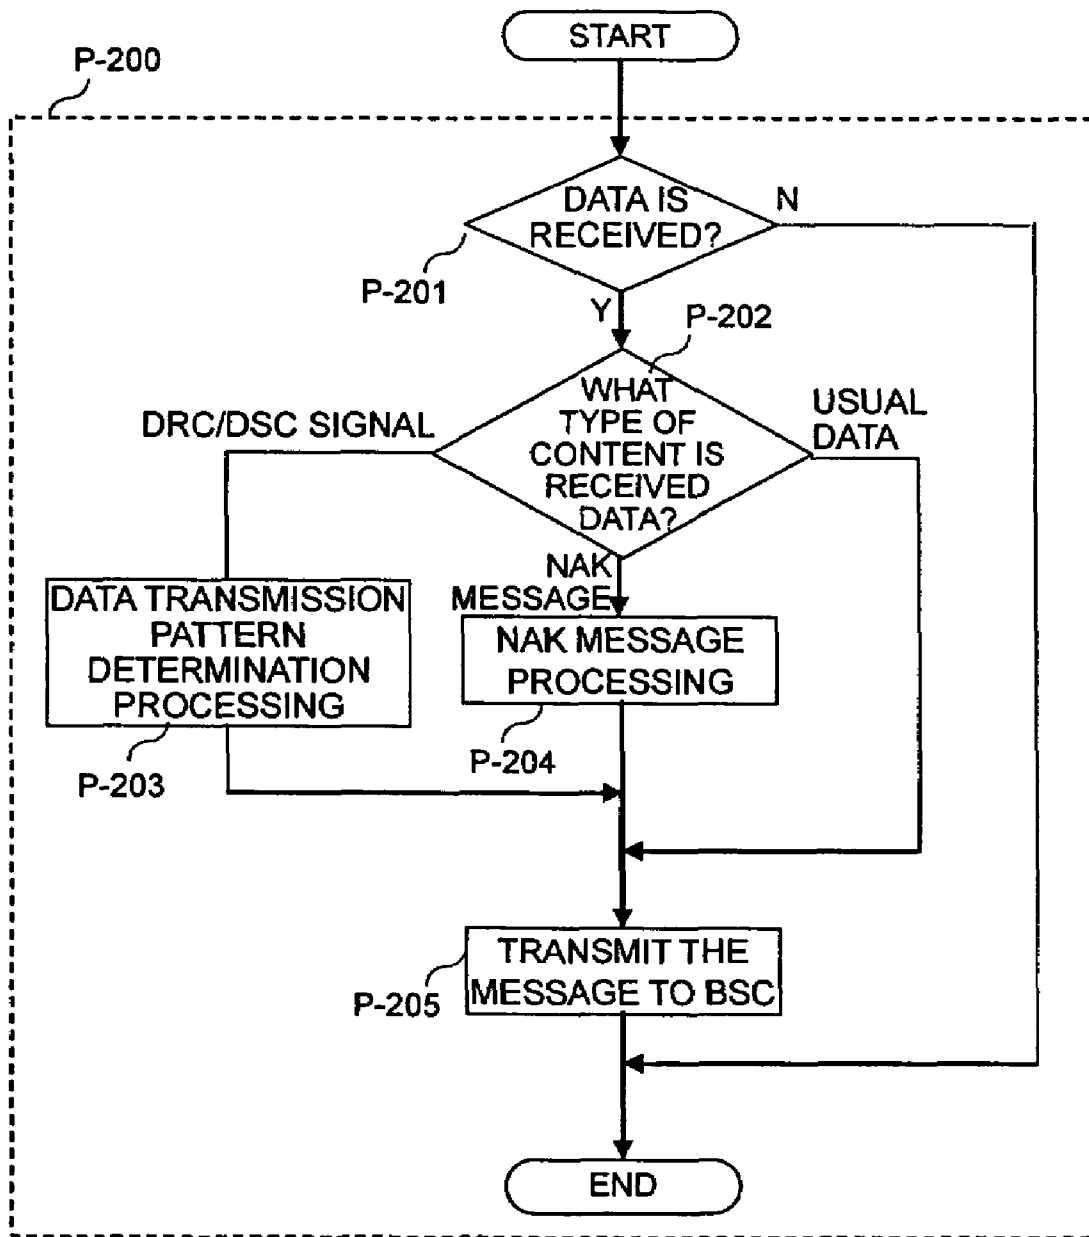 START
P-200
DATA IS
RECEIVED?
N
P-201
Y
P-202
WHAT
TYPE OF
CONTENT IS
RECEIVED
DATA?
DRC/DSC SIGNAL
USUAL
DATA
NAK
MESSAGE
DATA TRANSMISSION
PATTERN
DETERMINATION
PROCESSING
NAK MESSAGE
PROCESSING
P-203
P-204
TRANSMIT THE
MESSAGE TO BSC
P-205
END